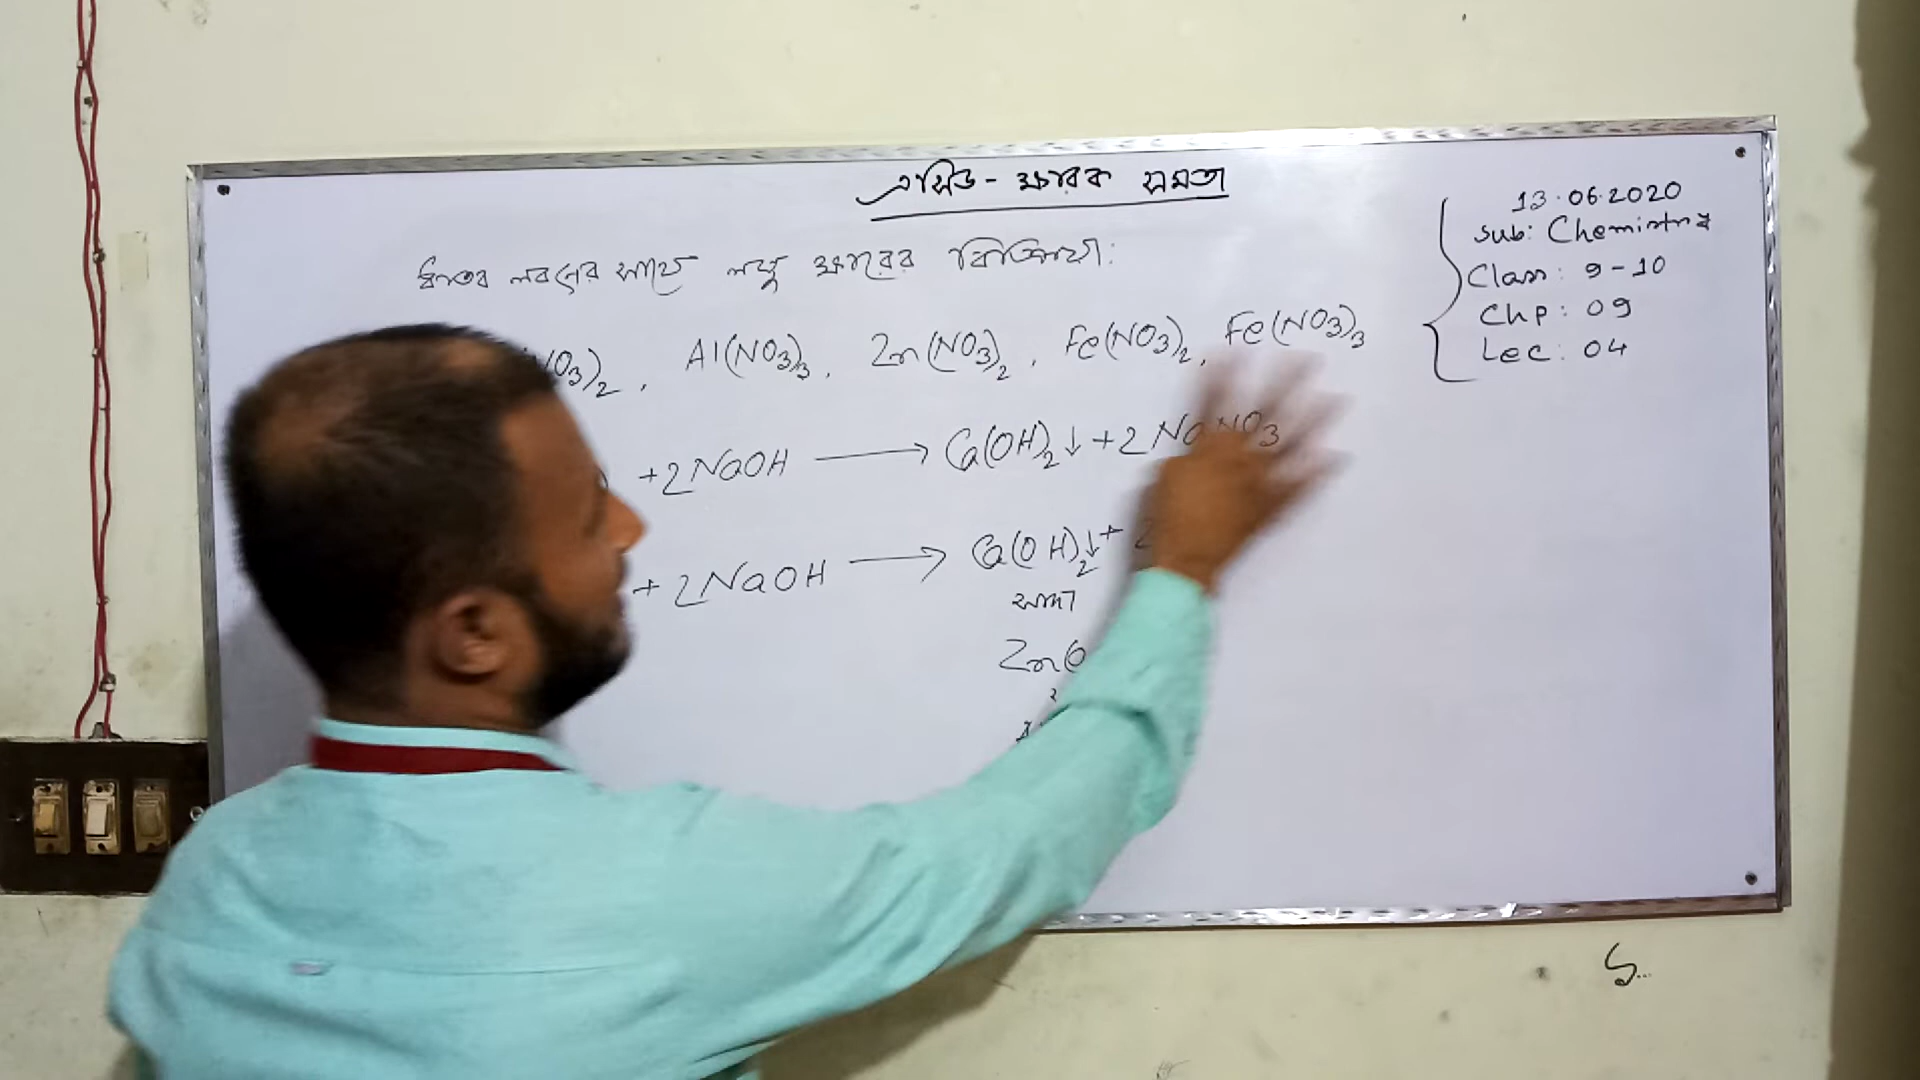 এসিড - ক্ষারক সমতা
13.06.2020
Sub: Chemistry
Class: 9-10
Chp: 09
Lec: 04
ধাতব লবনের সাথে লঘু ক্ষারের বিক্রিয়া:
NO3)2, Al(NO3)3, Zn(NO3)2, Fe(NO3)2, Fe(NO3)3
+2NaOH → Ca(OH)2↓ +2NaNO3
+ 2NaOH → Ca(OH)2↓ +
সাদা
Zn(O
S...